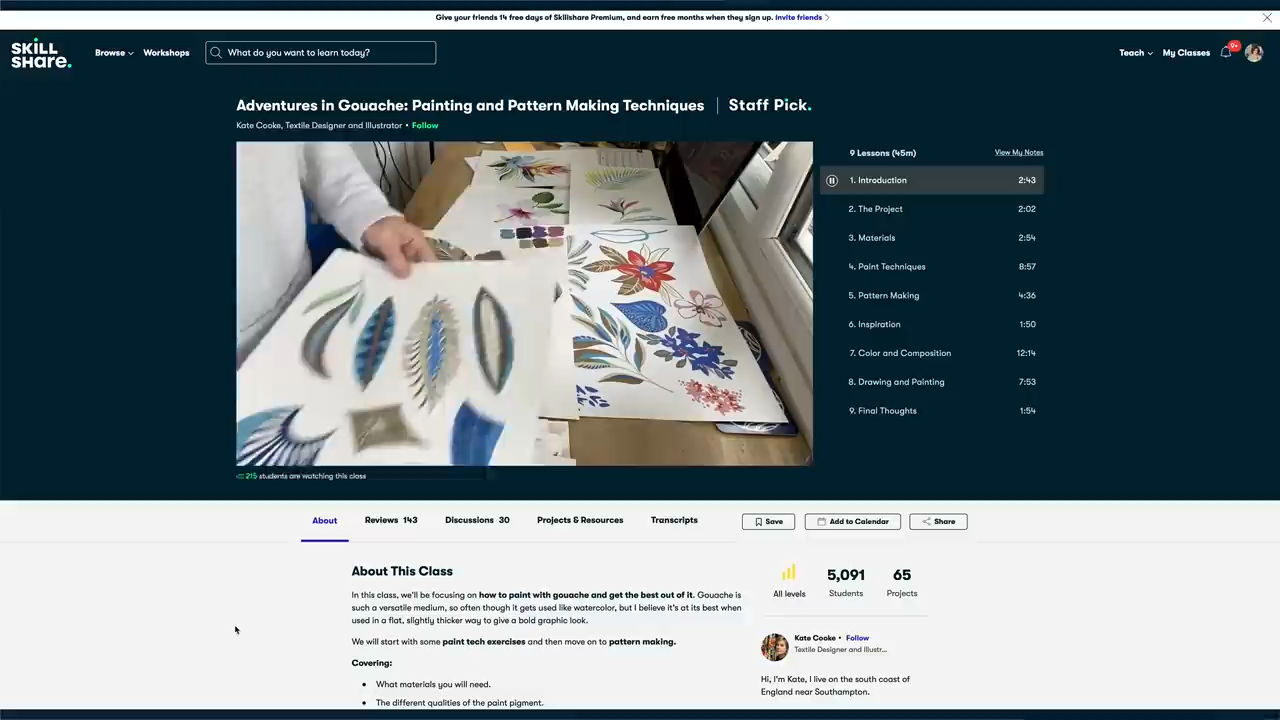 Give your friends 14 free days of Skillshare Premium, and earn free months when they sign up. Invite friends
SKILL
SHARE.
Browse
Workshops
What do you want to learn today?
Teach
My Classes
9+
Adventures in Gouache: Painting and Pattern Making Techniques
Staff Pick.
Kate Cooke, Textile Designer and Illustrator • Follow
9 Lessons (45m)
View My Notes
1. Introduction 2:43
2. The Project 2:02
3. Materials 2:54
4. Paint Techniques 8:57
5. Pattern Making 4:36
6. Inspiration 1:50
7. Color and Composition 12:14
8. Drawing and Painting 7:53
9. Final Thoughts 1:54
215 students are watching this class
About
Reviews 143
Discussions 30
Projects & Resources
Transcripts
Save
Add to Calendar
Share
About This Class
In this class, we'll be focusing on how to paint with gouache and get the best out of it. Gouache is
such a versatile medium, so often though it gets used like watercolor, but I believe it's at its best when
used in a flat, slightly thicker way to give a bold graphic look.
We will start with some paint tech exercises and then move on to pattern making.
Covering:
• What materials you will need.
• The different qualities of the paint pigment.
All levels
5,091
Students
65
Projects
Kate Cooke • Follow
Textile Designer and Illustr...
Hi, I'm Kate, I live on the south coast of
England near Southampton.